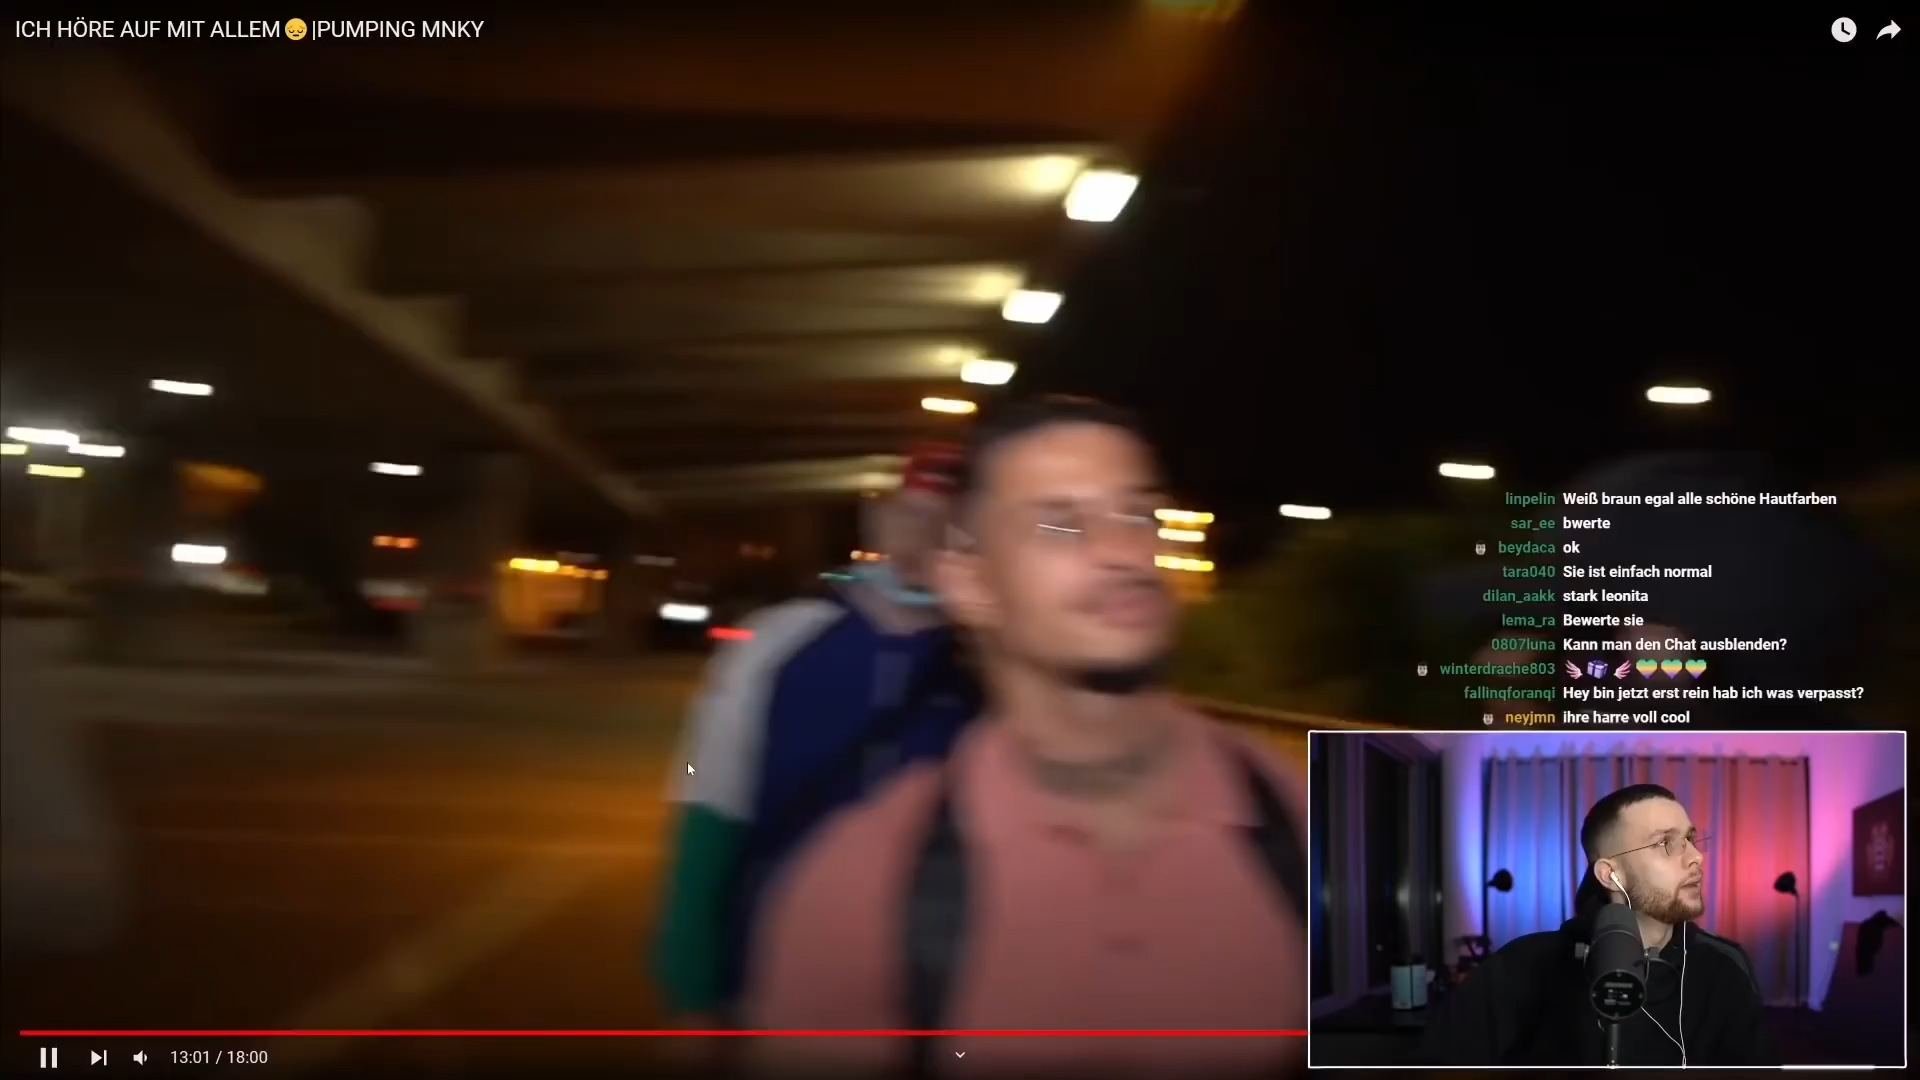 ICH HÖRE AUF MIT ALLEM😔|PUMPING MNKY
linpelin Weiß braun egal alle schöne Hautfarben
sar_ee bwerte
beydaca ok
tara040 Sie ist einfach normal
dilan_aakk stark leonita
lema_ra Bewerte sie
0807luna Kann man den Chat ausblenden?
winterdrache803
fallingforanqi Hey bin jetzt erst rein hab ich was verpasst?
neyjmn ihre harre voll cool
13:01 / 18:00